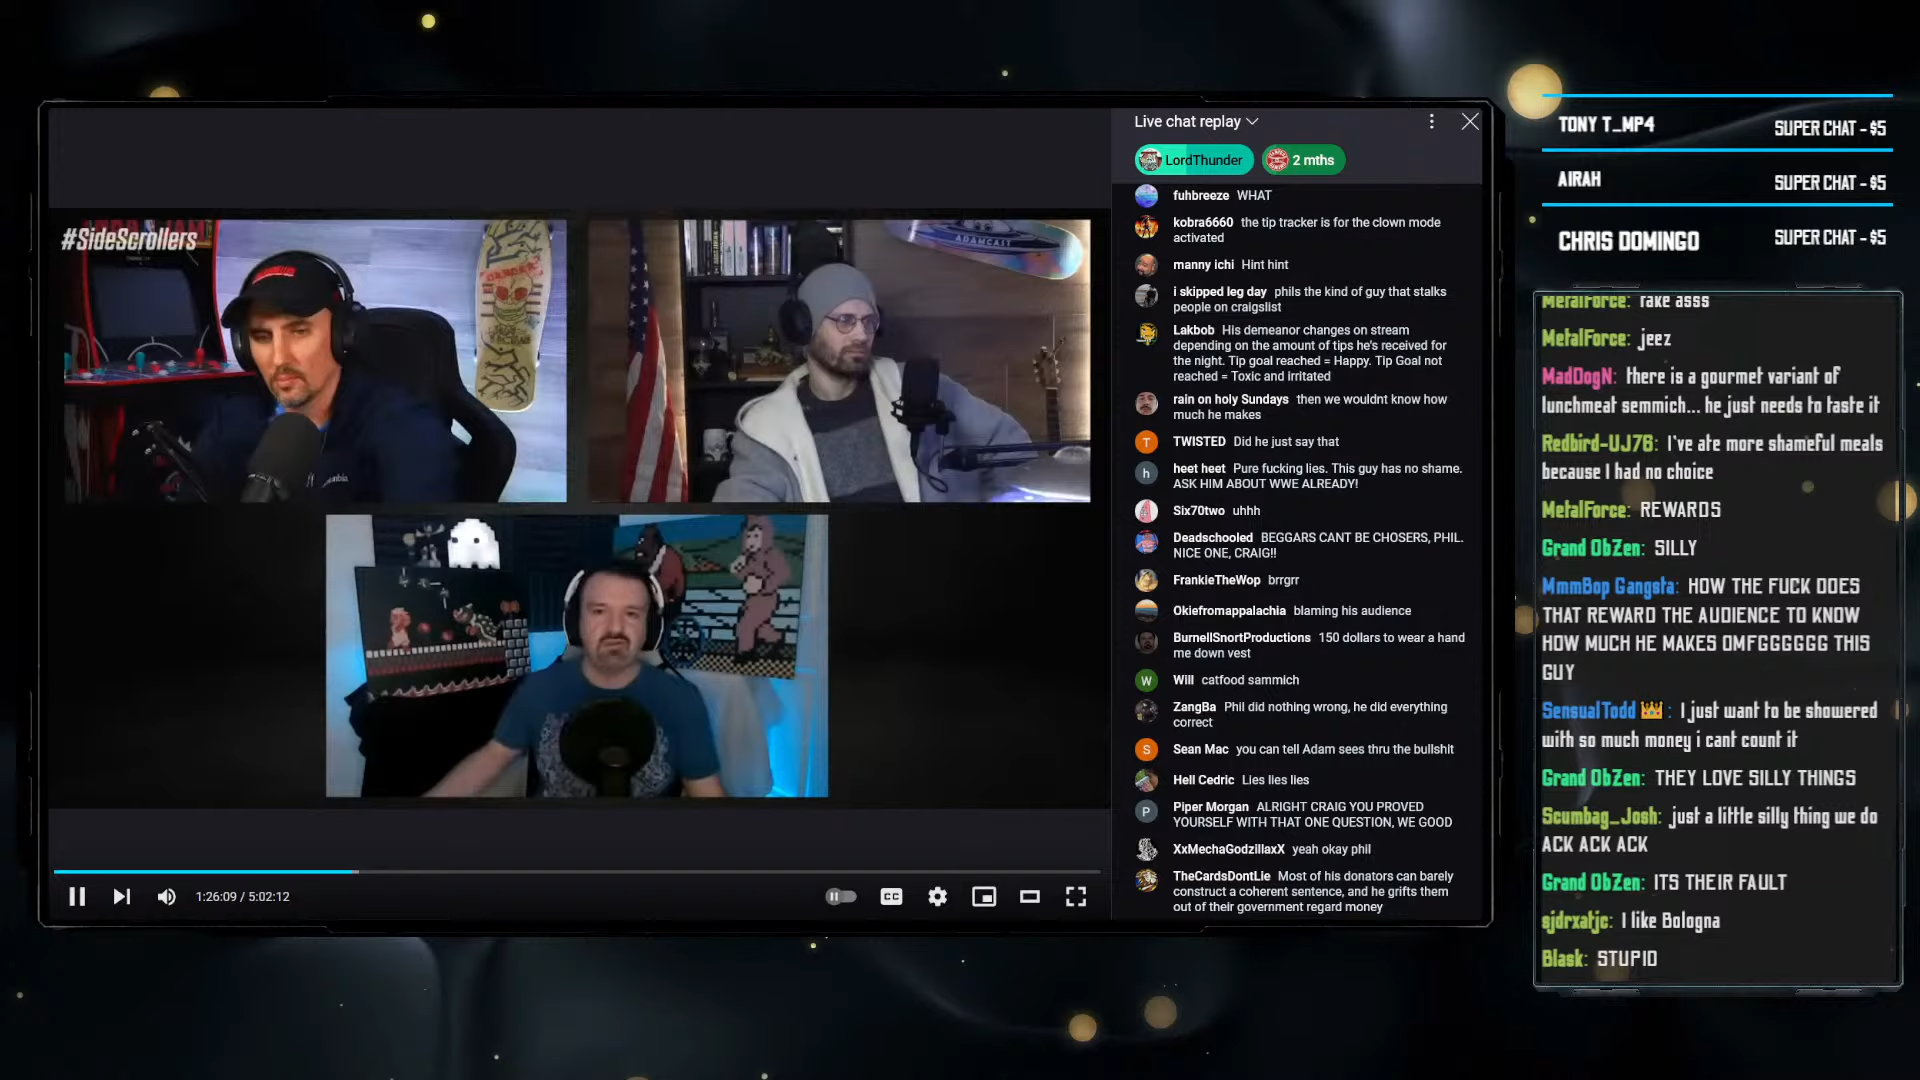 #SideScrollers
ADAMCAST
Live chat replay
LordThunder
2 mths
fuhbreeze WHAT
kobra6660 the tip tracker is for the clown mode
activated
manny ichi Hint hint
i skipped leg day phils the kind of guy that stalks
people on craigslist
Lakbob His demeanor changes on stream
depending on the amount of tips he's received for
the night. Tip goal reached = Happy. Tip Goal not
reached = Toxic and irritated
rain on holy Sundays then we wouldnt know how
much he makes
T
TWISTED Did he just say that
h
heet heet Pure fucking lies. This guy has no shame.
ASK HIM ABOUT WWE ALREADY!
Six70two uhhh
Deadschooled BEGGARS CANT BE CHOSERS, PHIL.
NICE ONE, CRAIG!!
FrankieTheWop brrgrr
Okiefromappalachia blaming his audience
BurnellSnortProductions 150 dollars to wear a hand
me down vest
W
Will catfood sammich
ZangBa Phil did nothing wrong, he did everything
correct
S
Sean Mac you can tell Adam sees thru the bullshit
Hell Cedric Lies lies lies
P
Piper Morgan ALRIGHT CRAIG YOU PROVED
YOURSELF WITH THAT ONE QUESTION, WE GOOD
XxMechaGodzillaxX yeah okay phil
TheCardsDontLie Most of his donators can barely
construct a coherent sentence, and he grifts them
out of their government regard money
1:26:09 / 5:02:12
CC
TONY T_MP4 SUPER CHAT - $5
AIRAH SUPER CHAT - $5
CHRIS DOMINGO SUPER CHAT - $5
MetalForce: fake asss
MetalForce: jeez
MadDogN: there is a gourmet variant of
lunchmeat semmich... he just needs to taste it
Redbird-UJ76: I've ate more shameful meals
because I had no choice
MetalForce: REWARDS
Grand ObZen: SILLY
MmmBop Gangsta: HOW THE FUCK DOES
THAT REWARD THE AUDIENCE TO KNOW
HOW MUCH HE MAKES OMFGGGGGG THIS
GUY
SensualTodd 👑 : I just want to be showered
with so much money i cant count it
Grand ObZen: THEY LOVE SILLY THINGS
Scumbag_Josh: just a little silly thing we do
ACK ACK ACK
Grand ObZen: ITS THEIR FAULT
sjdrxatjc: I like Bologna
Blask: STUPID